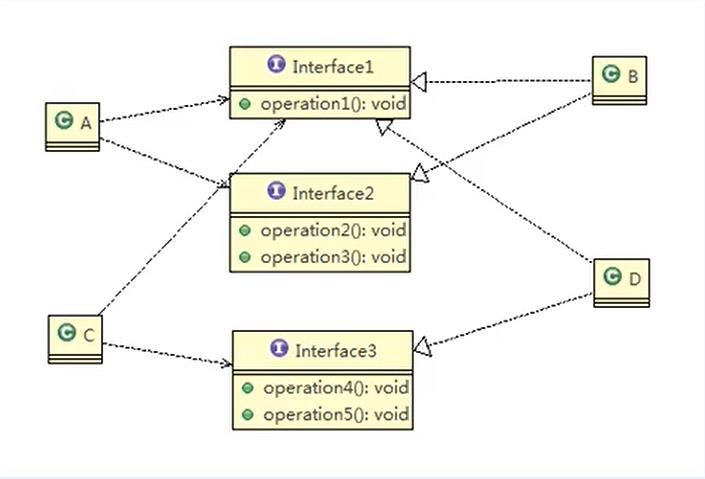 I Interface1
operation1(): void
C A
C B
I Interface2
operation2(): void
operation3(): void
C D
C C
I Interface3
operation4(): void
operation5(): void